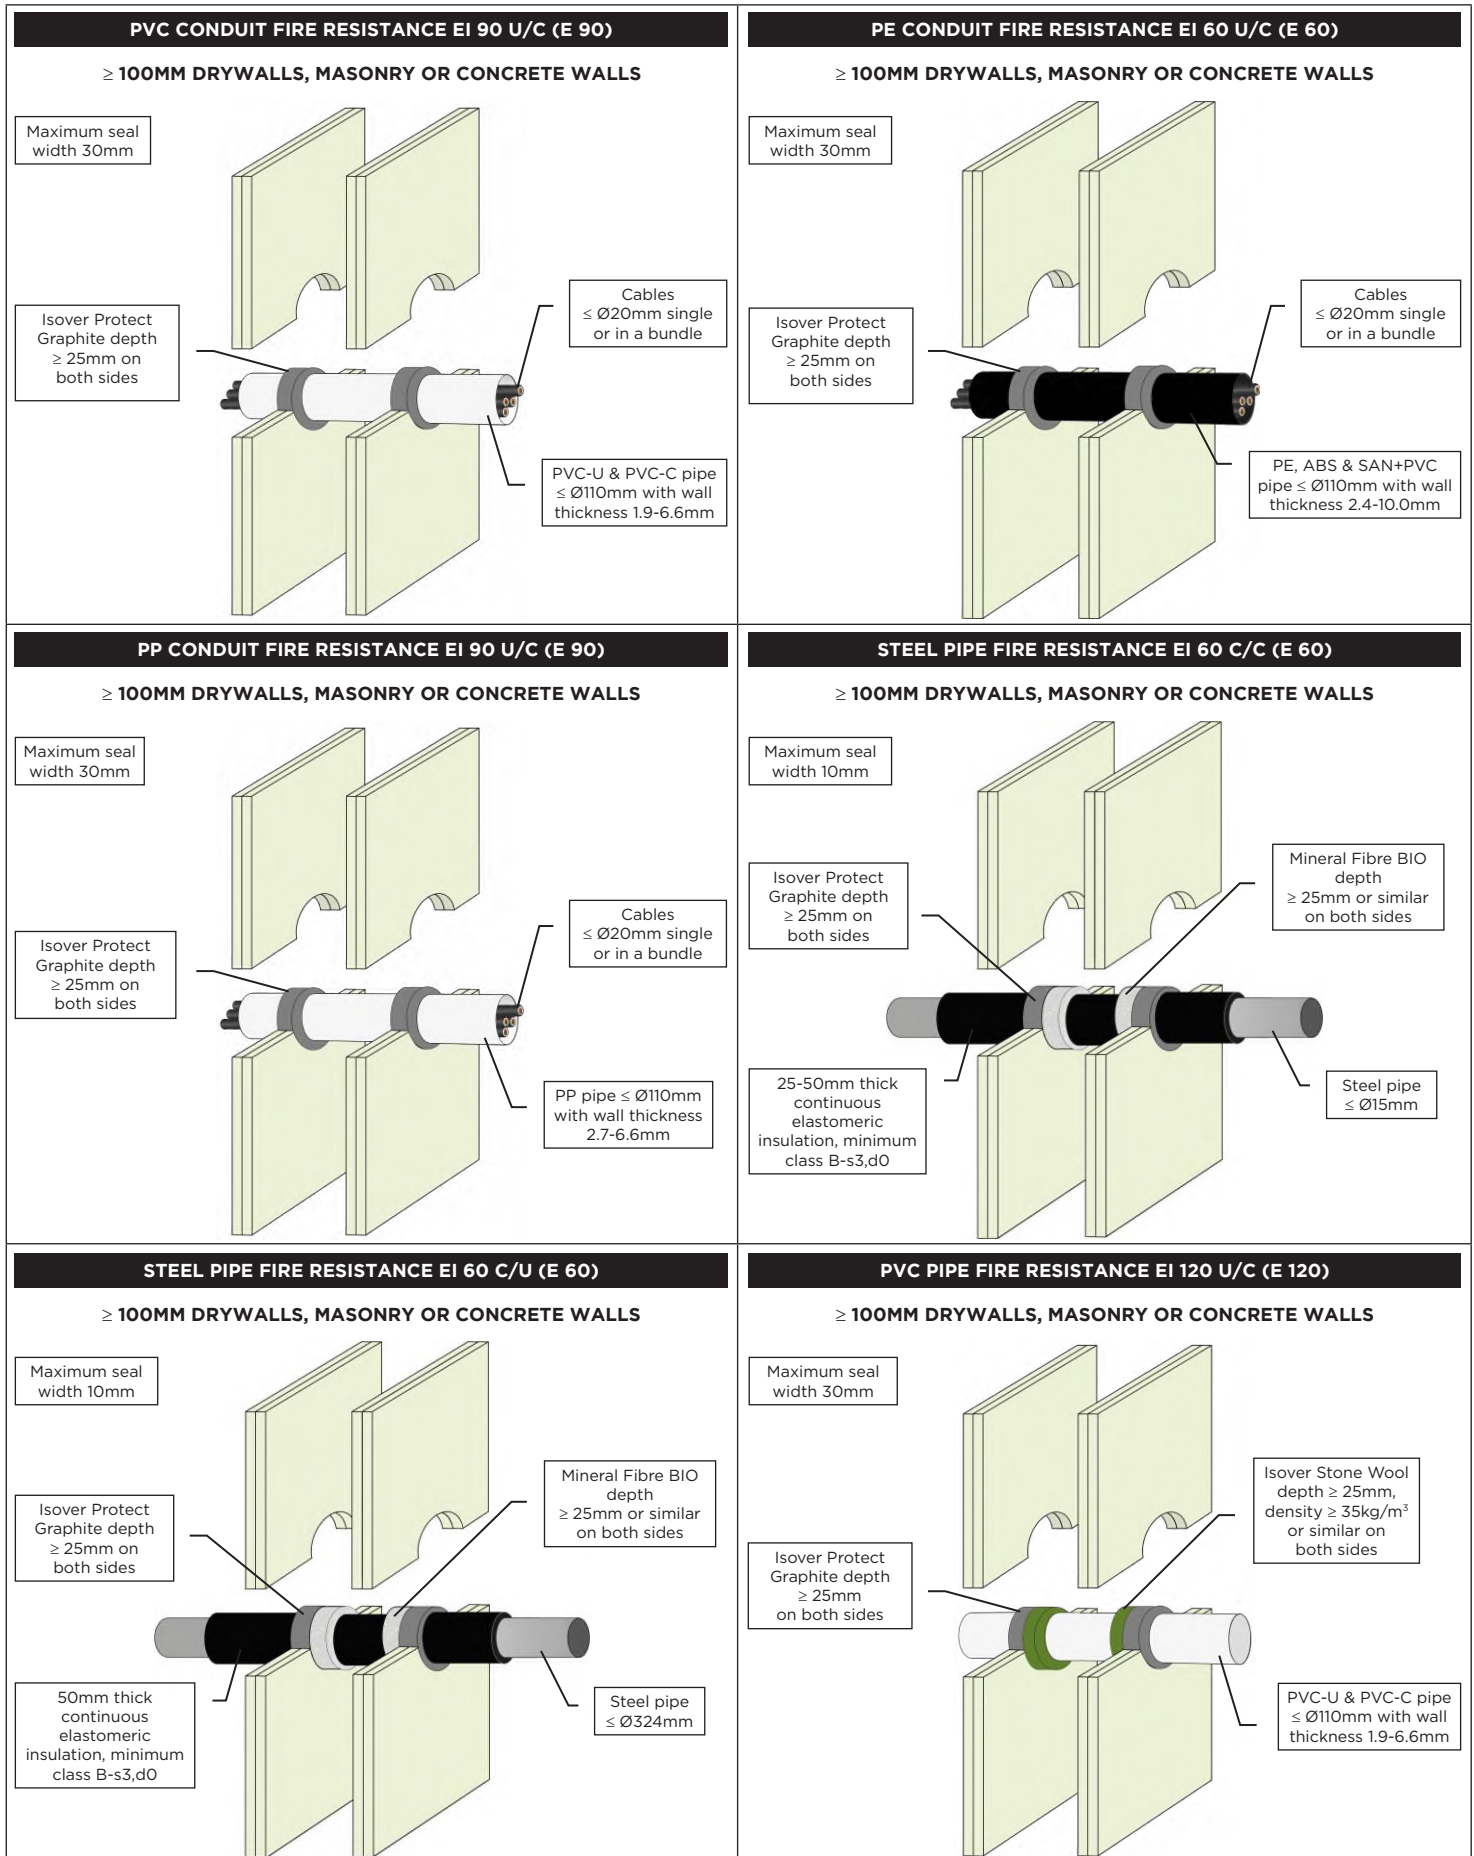 PVC CONDUIT FIRE RESISTANCE EI 90 U/C (E 90)
≥ 100MM DRYWALLS, MASONRY OR CONCRETE WALLS
Maximum seal
width 30mm
Isover Protect
Graphite depth
≥ 25mm on
both sides
Cables
≤ Ø20mm single
or in a bundle
PVC-U & PVC-C pipe
≤ Ø110mm with wall
thickness 1.9-6.6mm
PE CONDUIT FIRE RESISTANCE EI 60 U/C (E 60)
≥ 100MM DRYWALLS, MASONRY OR CONCRETE WALLS
Maximum seal
width 30mm
Isover Protect
Graphite depth
≥ 25mm on
both sides
Cables
≤ Ø20mm single
or in a bundle
PE, ABS & SAN+PVC
pipe ≤ Ø110mm with wall
thickness 2.4-10.0mm
PP CONDUIT FIRE RESISTANCE EI 90 U/C (E 90)
≥ 100MM DRYWALLS, MASONRY OR CONCRETE WALLS
Maximum seal
width 30mm
Isover Protect
Graphite depth
≥ 25mm on
both sides
Cables
≤ Ø20mm single
or in a bundle
PP pipe ≤ Ø110mm
with wall thickness
2.7-6.6mm
STEEL PIPE FIRE RESISTANCE EI 60 C/C (E 60)
≥ 100MM DRYWALLS, MASONRY OR CONCRETE WALLS
Maximum seal
width 10mm
Isover Protect
Graphite depth
≥ 25mm on
both sides
Mineral Fibre BIO
depth
≥ 25mm or similar
on both sides
25-50mm thick
continuous
elastomeric
insulation, minimum
class B-s3,d0
Steel pipe
≤ Ø15mm
STEEL PIPE FIRE RESISTANCE EI 60 C/U (E 60)
≥ 100MM DRYWALLS, MASONRY OR CONCRETE WALLS
Maximum seal
width 10mm
Isover Protect
Graphite depth
≥ 25mm on
both sides
Mineral Fibre BIO
depth
≥ 25mm or similar
on both sides
50mm thick
continuous
elastomeric
insulation, minimum
class B-s3,d0
Steel pipe
≤ Ø324mm
PVC PIPE FIRE RESISTANCE EI 120 U/C (E 120)
≥ 100MM DRYWALLS, MASONRY OR CONCRETE WALLS
Maximum seal
width 30mm
Isover Protect
Graphite depth
≥ 25mm
on both sides
Isover Stone Wool
depth ≥ 25mm,
density ≥ 35kg/m³
or similar on
both sides
PVC-U & PVC-C pipe
≤ Ø110mm with wall
thickness 1.9-6.6mm